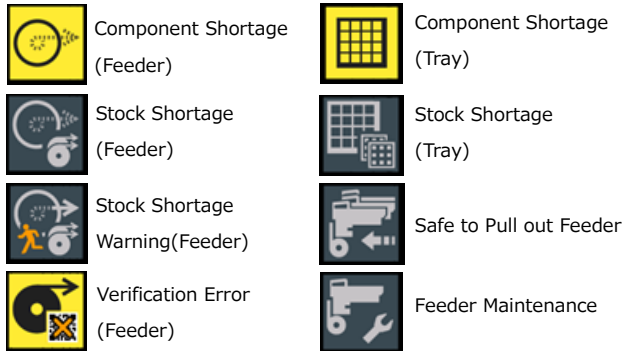 Component Shortage
(Feeder)
Component Shortage
(Tray)
Stock Shortage
(Feeder)
Stock Shortage
(Tray)
Stock Shortage
Warning(Feeder)
Safe to Pull out Feeder
Verification Error
(Feeder)
Feeder Maintenance